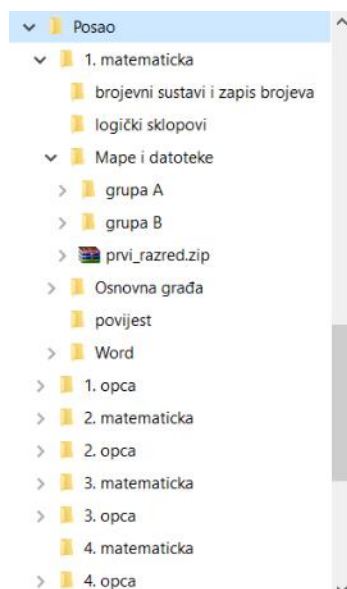 Posao
1. matematicka
brojevni sustavi i zapis brojeva
logički sklopovi
Mape i datoteke
grupa A
grupa B
prvi_razred.zip
Osnovna građa
povijest
Word
1. opca
2. matematicka
2. opca
3. matematicka
3. opca
4. matematicka
4. opca